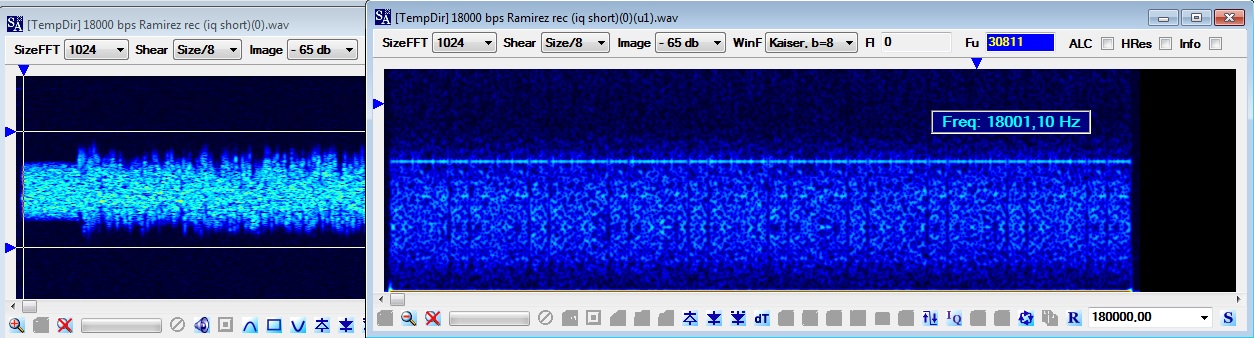 [TempDir] 18000 bps Ramirez rec (iq short)(0).wav
SizeFFT 1024 Shear Size/8 Image - 65 db
[TempDir] 18000 bps Ramirez rec (iq short)(0)(u1).wav
SizeFFT 1024 Shear Size/8 Image - 65 db WinF Kaiser, b=8 Fl 0 Fu 30811 ALC HRes Info
Freq: 18001,10 Hz
dT IQ R 180000,00 S